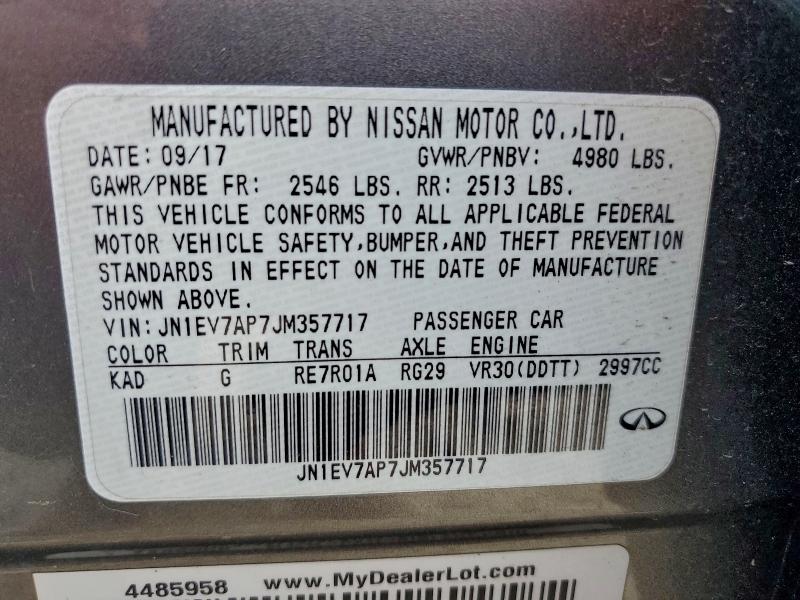 MANUFACTURED BY NISSAN MOTOR CO.,LTD.
DATE: 09/17 GVWR/PNBV: 4980 LBS.
GAWR/PNBE FR: 2546 LBS. RR: 2513 LBS.
THIS VEHICLE CONFORMS TO ALL APPLICABLE FEDERAL
MOTOR VEHICLE SAFETY,BUMPER,AND THEFT PREVENTION
STANDARDS IN EFFECT ON THE DATE OF MANUFACTURE
SHOWN ABOVE.
VIN:JN1EV7AP7JM357717 PASSENGER CAR
COLOR TRIM TRANS AXLE ENGINE
KAD G RE7R01A RG29 VR30(DDTT) 2997CC
JN1EV7AP7JM357717
4485958 www.MyDealerLot.com